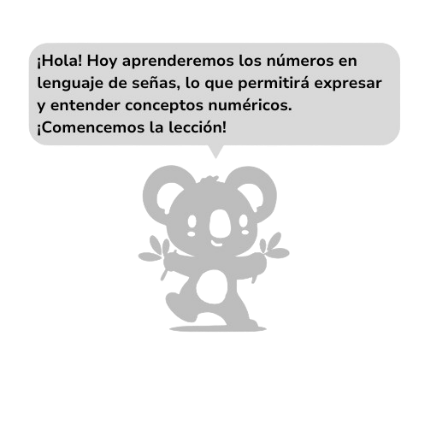 ¡Hola! Hoy aprenderemos los números en
lenguaje de señas, lo que permitirá expresar
y entender conceptos numéricos.
¡Comencemos la lección!